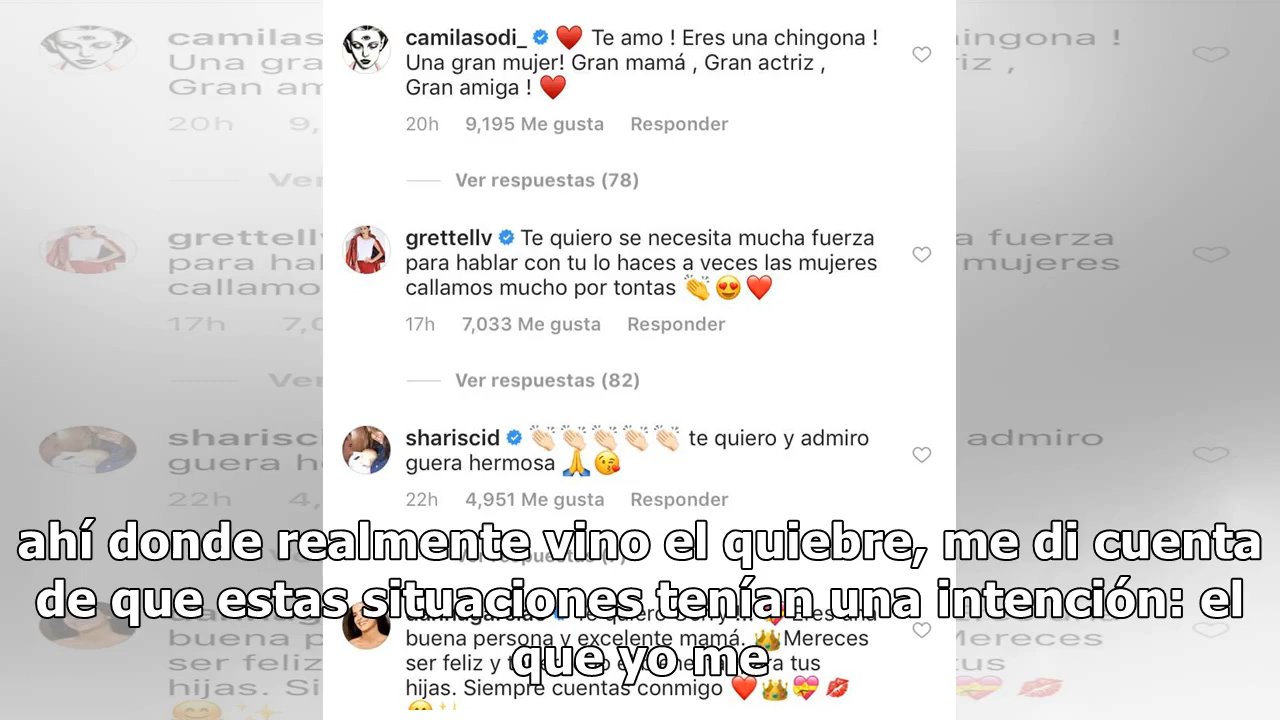 camilasodi_ ❤️ Te amo ! Eres una chingona !
Una gran mujer! Gran mamá , Gran actriz ,
Gran amiga ! ❤️
20h 9,195 Me gusta Responder
Ver respuestas (78)
grettellv Te quiero se necesita mucha fuerza
para hablar con tu lo haces a veces las mujeres
callamos mucho por tontas 👏😍❤️
17h 7,033 Me gusta Responder
Ver respuestas (82)
shariscid 👏🏻👏🏻👏🏻👏🏻👏🏻 te quiero y admiro
guera hermosa 🙏😘
22h 4,951 Me gusta Responder
ahí donde realmente vino el quiebre, me di cuenta
de que estas situaciones tenían una intención: el
que yo me
Te quiero Eres una
buena persona y excelente mamá. 👑Mereces
ser feliz y tus
hijas. Siempre cuentas conmigo ❤️👑💝💋